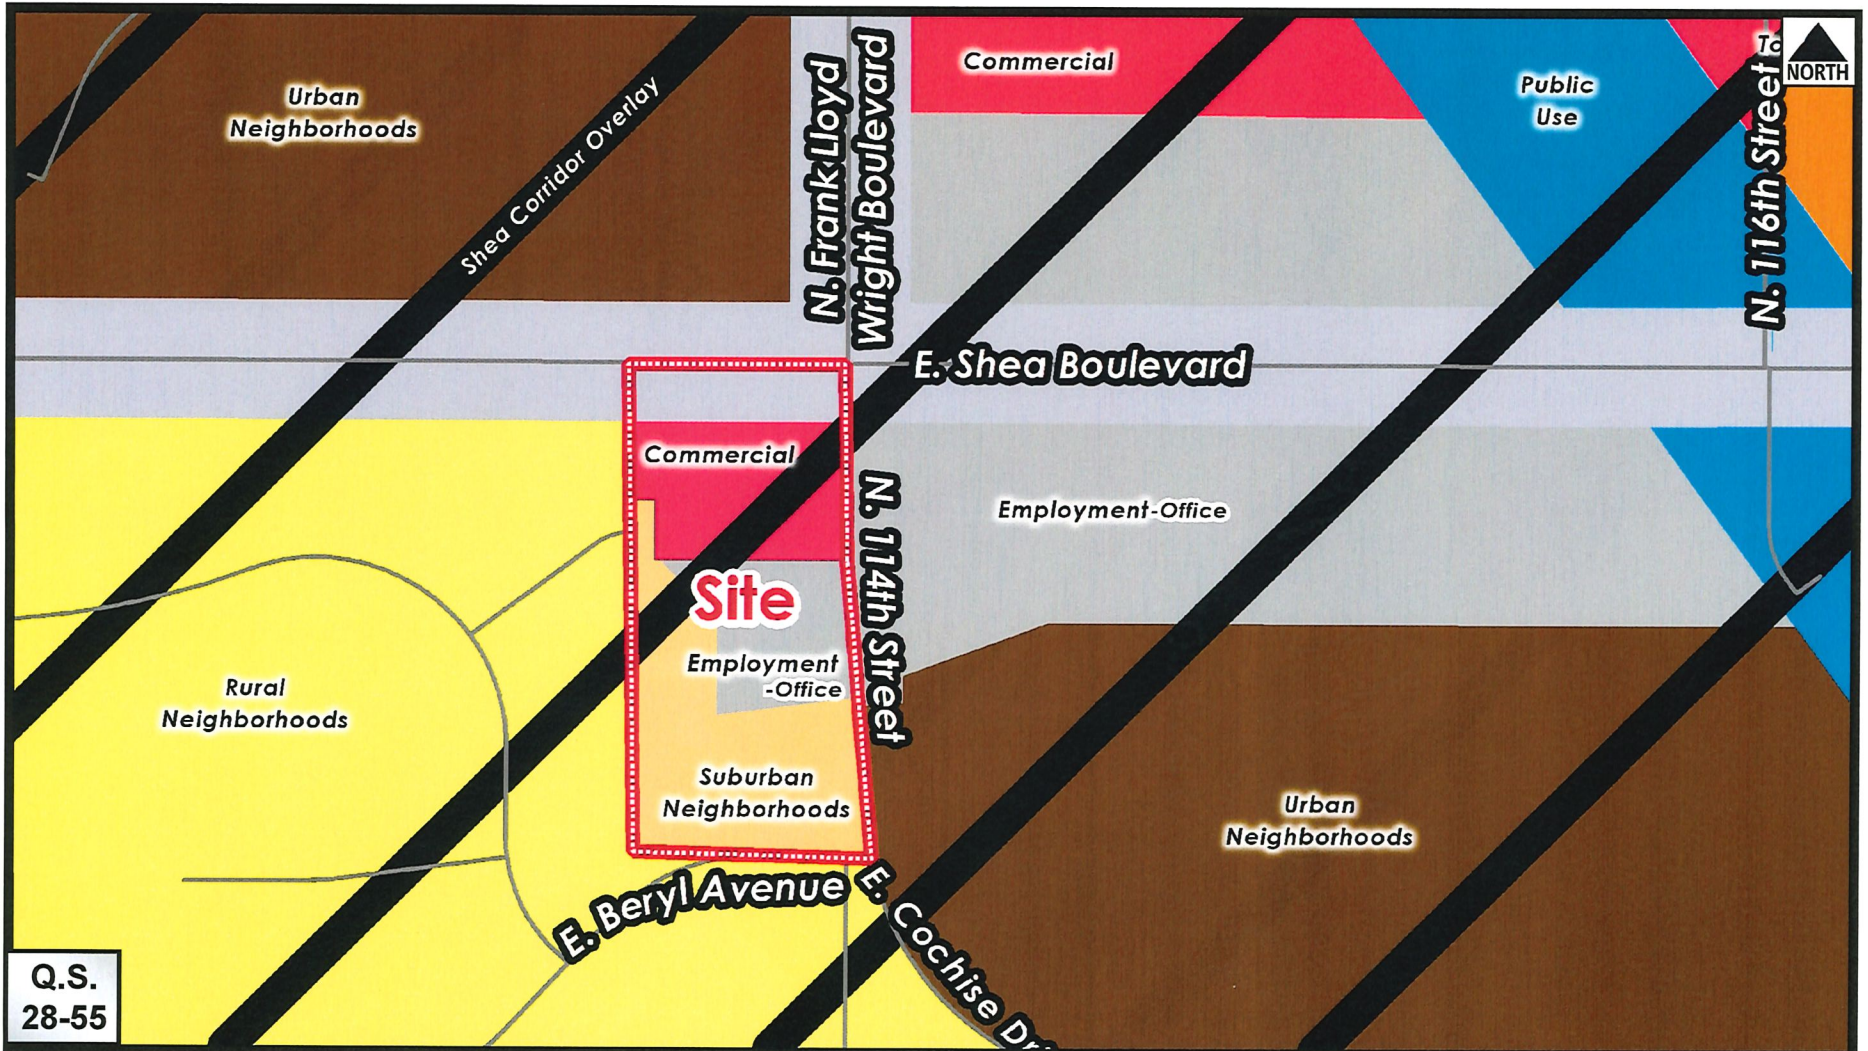 Urban
Neighborhoods
Shea Corridor Overlay
N. Frank Lloyd
Wright Boulevard
Commercial
Public
Use
To
NORTH
N. 116th Street
E. Shea Boulevard
Commercial
N. 114th Street
Employment-Office
Site
Employment
-Office
Rural
Neighborhoods
Suburban
Neighborhoods
Urban
Neighborhoods
E. Beryl Avenue
E. Cochise Dr
Q.S.
28-55